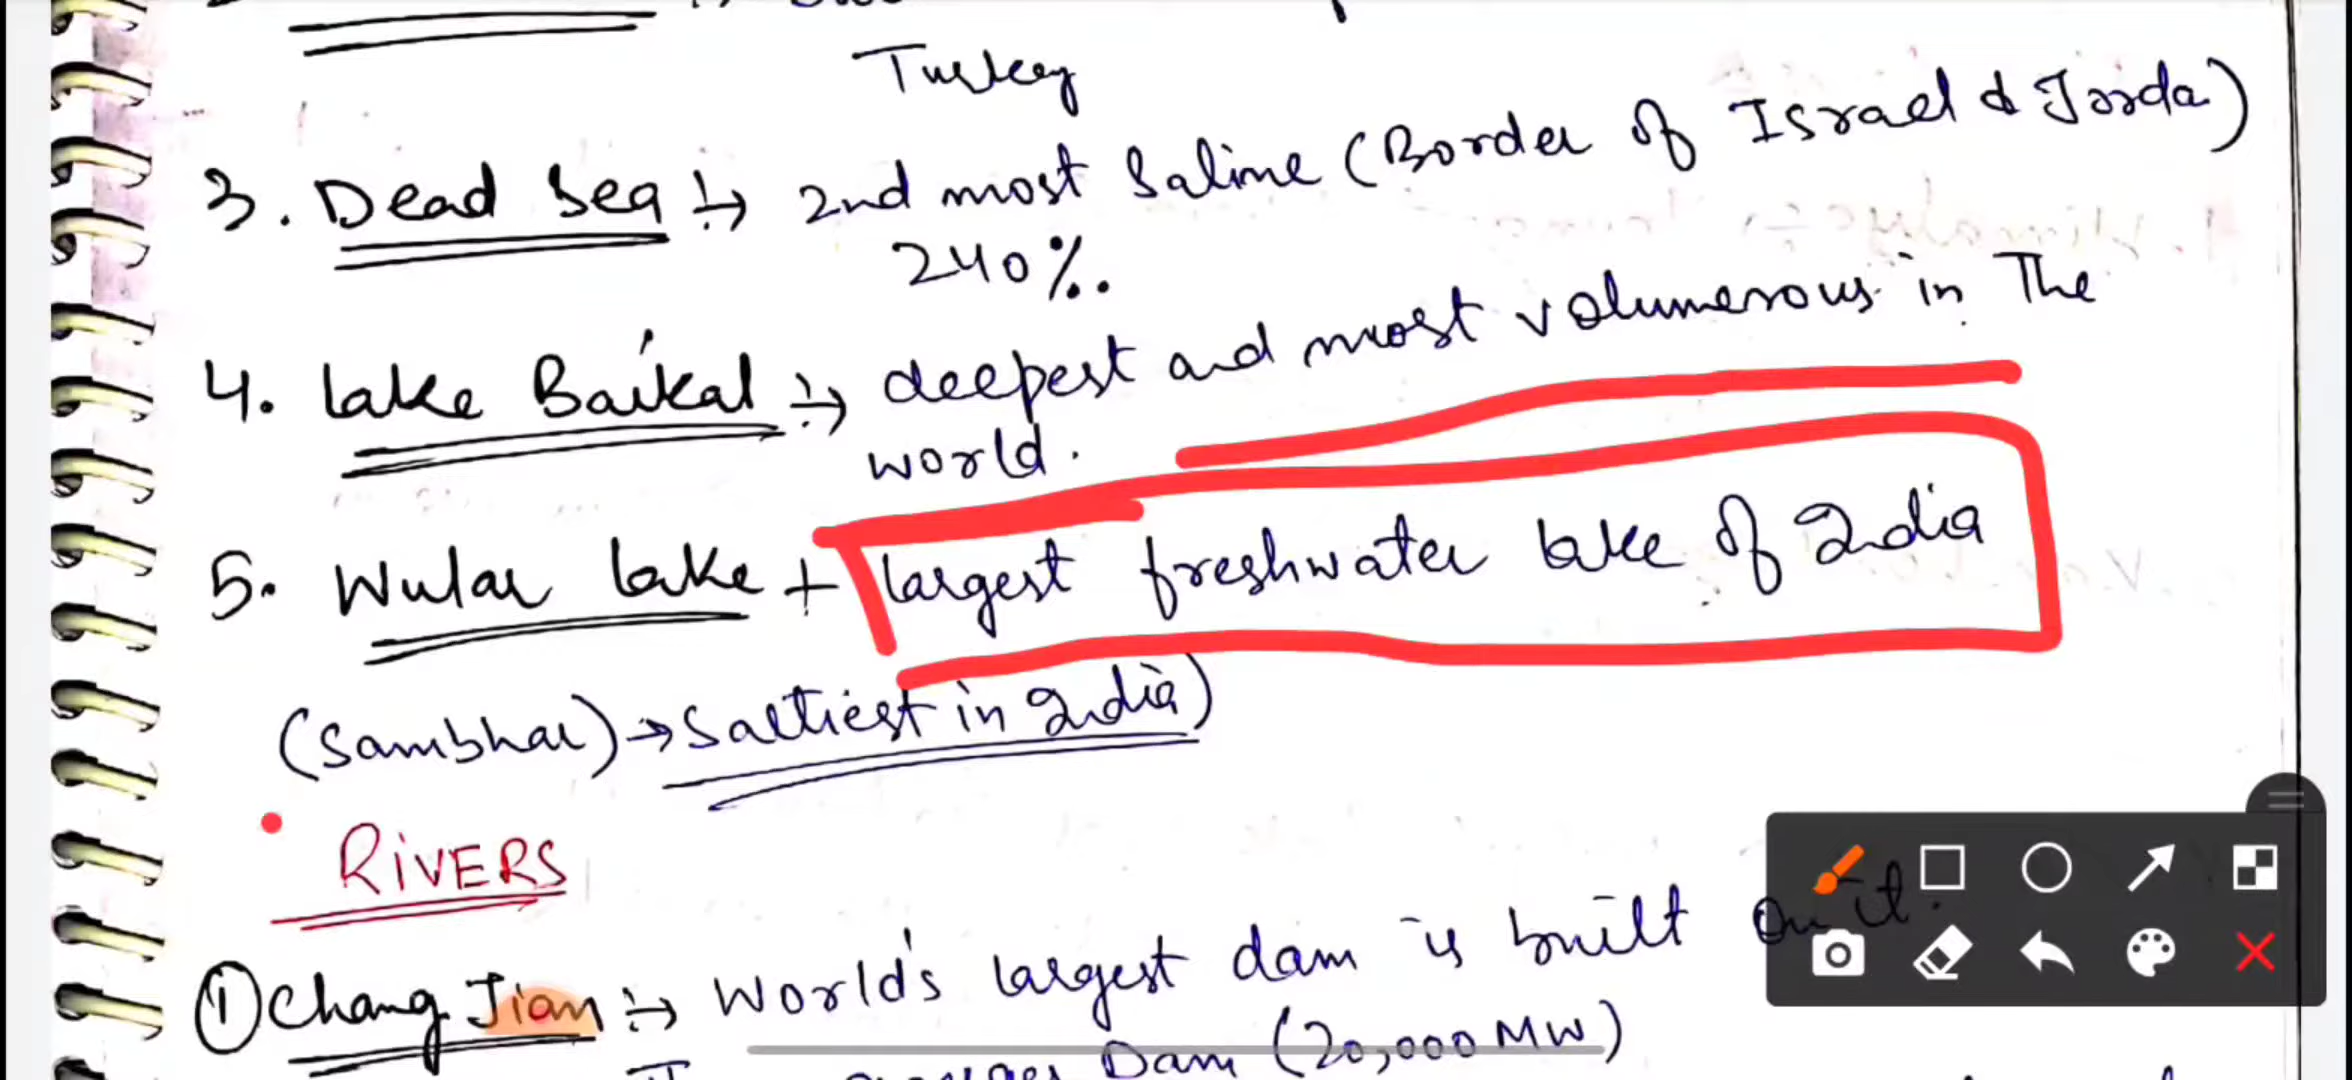 Turkey
3. Dead Sea :→ 2nd most Saline (Border of Israel & Jorda)
240‰.
4. Lake Baikal :→ deepest and most volumerous in The
world.
5. Wular Lake + largest freshwater lake of India
(Sambhar) → Saltiest in India)
RiVERS
① Chang Jian :→ World's largest dam is built on it.
Dam (20,000 MW)